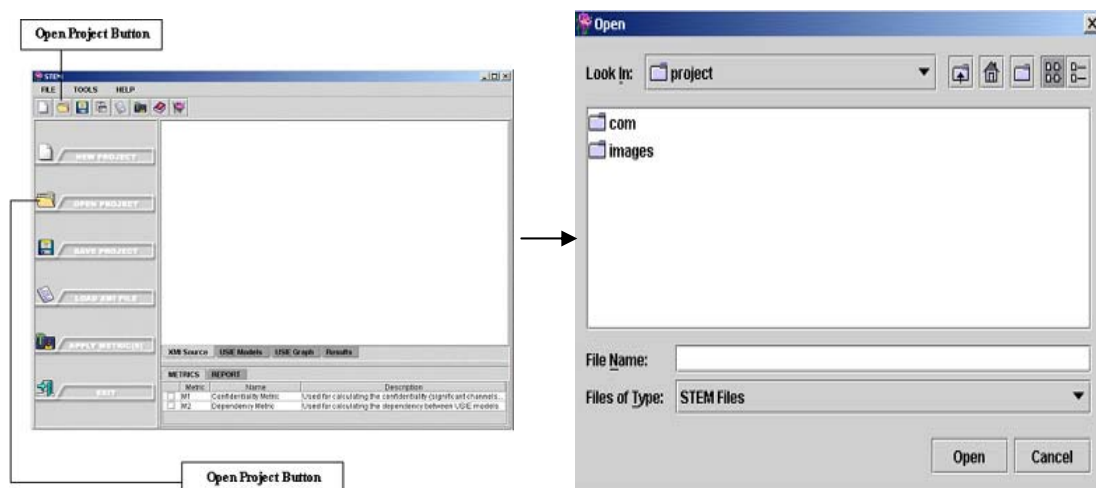 Open Project Button
STEM
FILE TOOLS HELP
NEW PROJECT
OPEN PROJECT
SAVE PROJECT
LOAD XMI FILE
APPLY METRIC(S)
EXIT
XMI Source USIE Models USIE Graph Results
METRICS REPORT
Metric Name Description
M1 Confidentiality Metric Used for calculating the confidentiality (significant channels...
M2 Dependency Metric Used for calculating the dependency between USIE models
Open Project Button
Open
Look In: project
com
images
File Name:
Files of Type: STEM Files
Open Cancel